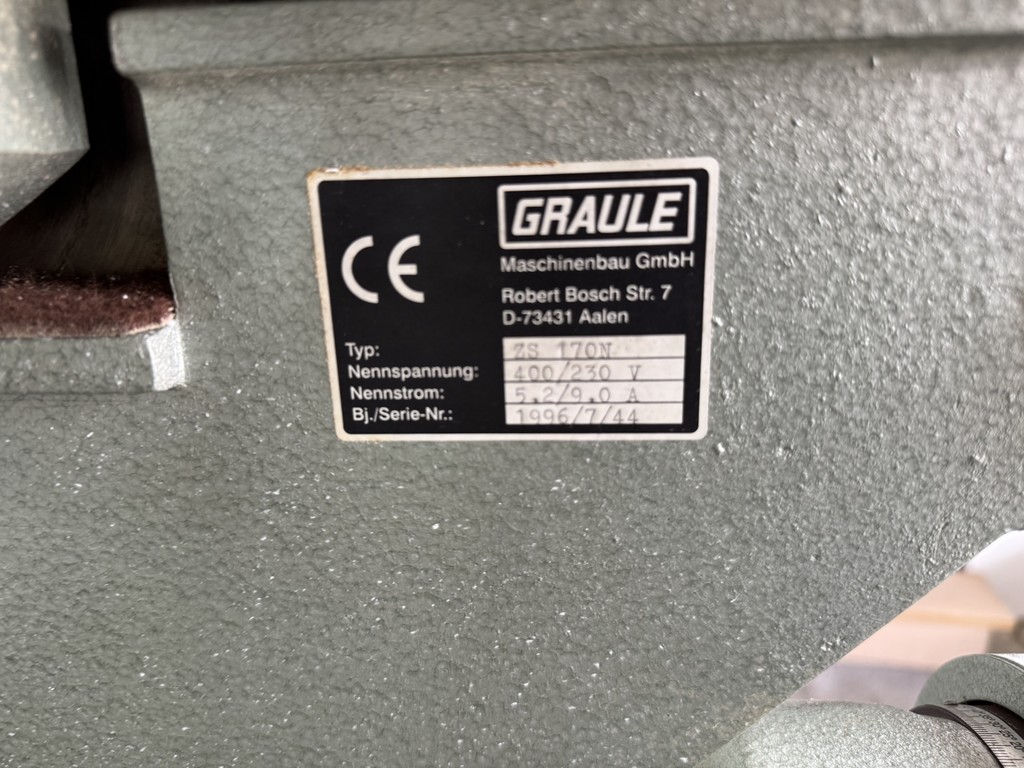 CE
GRAULE
Maschinenbau GmbH
Robert Bosch Str. 7
D-73431 Aalen
Typ: ZS 170N
Nennspannung: 400/230 V
Nennstrom: 5,2/9,0 A
Bj./Serie-Nr.: 1996/7/44